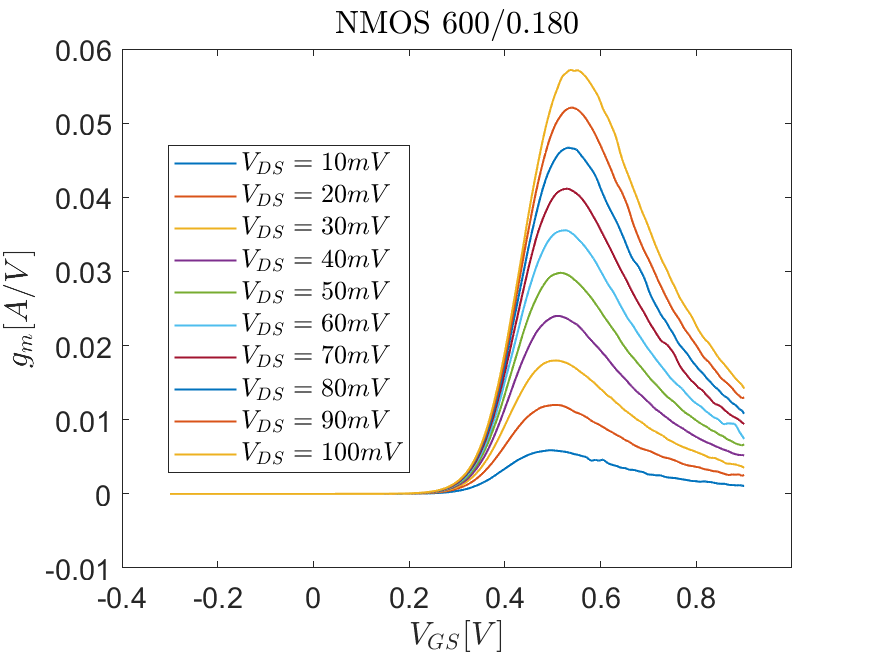 NMOS 600/0.180
0.06
0.05
0.04
0.03
0.02
0.01
0
-0.01
g_m[A/V]
V_DS = 10mV
V_DS = 20mV
V_DS = 30mV
V_DS = 40mV
V_DS = 50mV
V_DS = 60mV
V_DS = 70mV
V_DS = 80mV
V_DS = 90mV
V_DS = 100mV
-0.4 -0.2 0 0.2 0.4 0.6 0.8
V_GS[V]